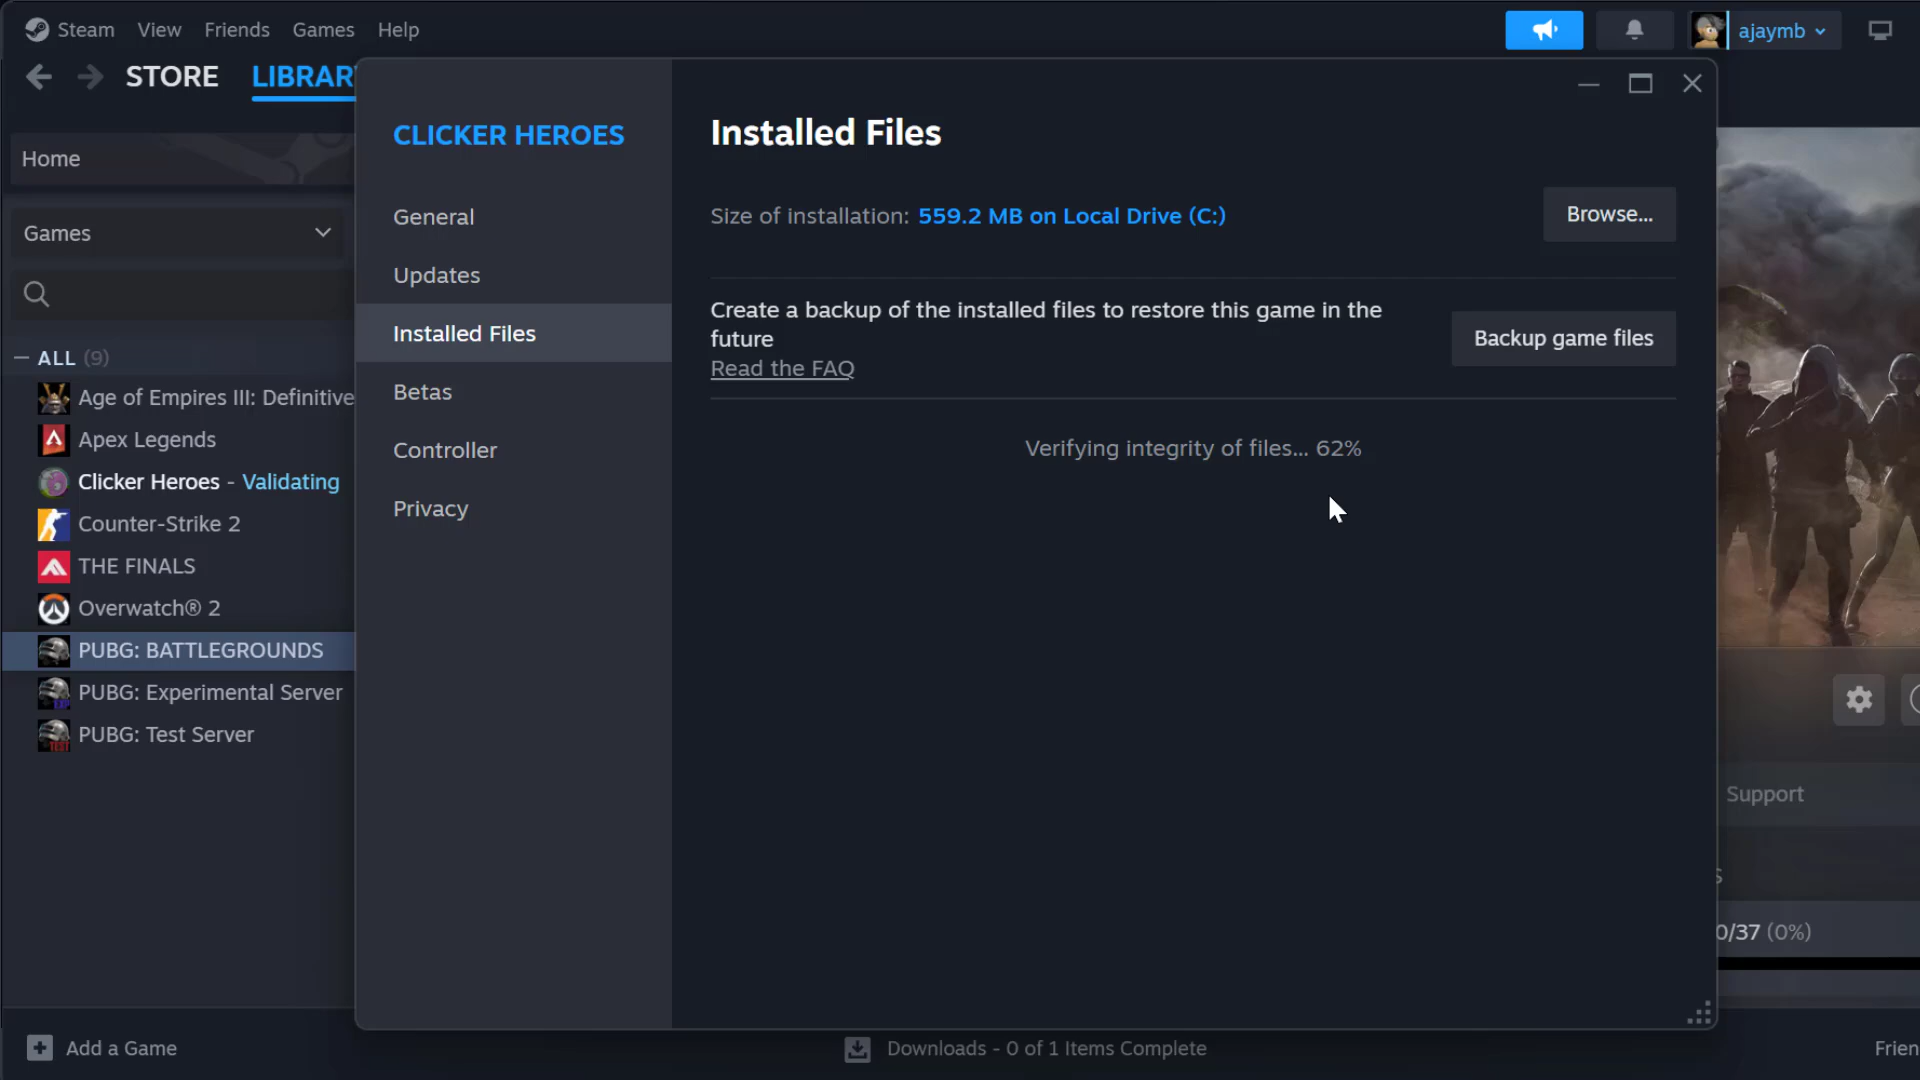 Steam View Friends Games Help
ajaymb
STORE LIBRARY
CLICKER HEROES
Installed Files
Home
General
Size of installation: 559.2 MB on Local Drive (C:)
Browse...
Games
Updates
Create a backup of the installed files to restore this game in the
future
Read the FAQ
Backup game files
Installed Files
ALL (9)
Age of Empires III: Definitive
Betas
Apex Legends
Controller
Verifying integrity of files... 62%
Clicker Heroes - Validating
Privacy
Counter-Strike 2
THE FINALS
Overwatch® 2
PUBG: BATTLEGROUNDS
PUBG: Experimental Server
PUBG: Test Server
Support
0/37 (0%)
Add a Game
Downloads - 0 of 1 Items Complete
Frien